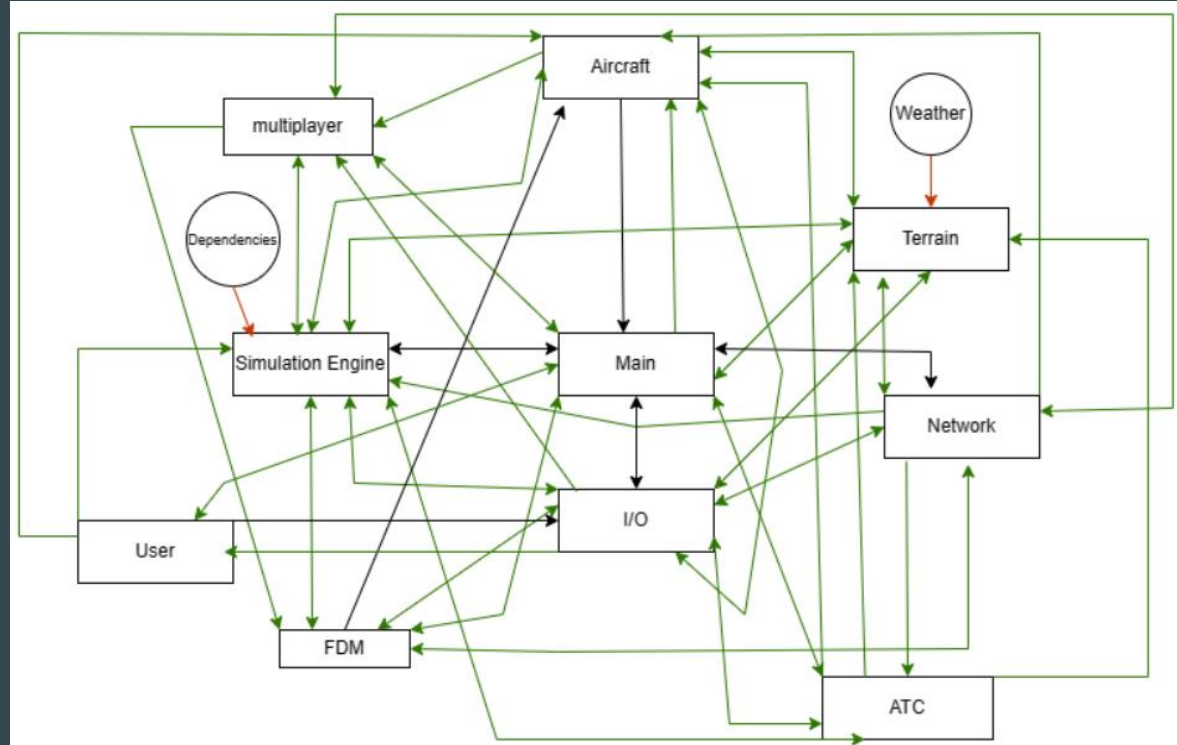 Aircraft
multiplayer
Weather
Dependencies
Terrain
Simulation Engine
Main
Network
I/O
User
FDM
ATC